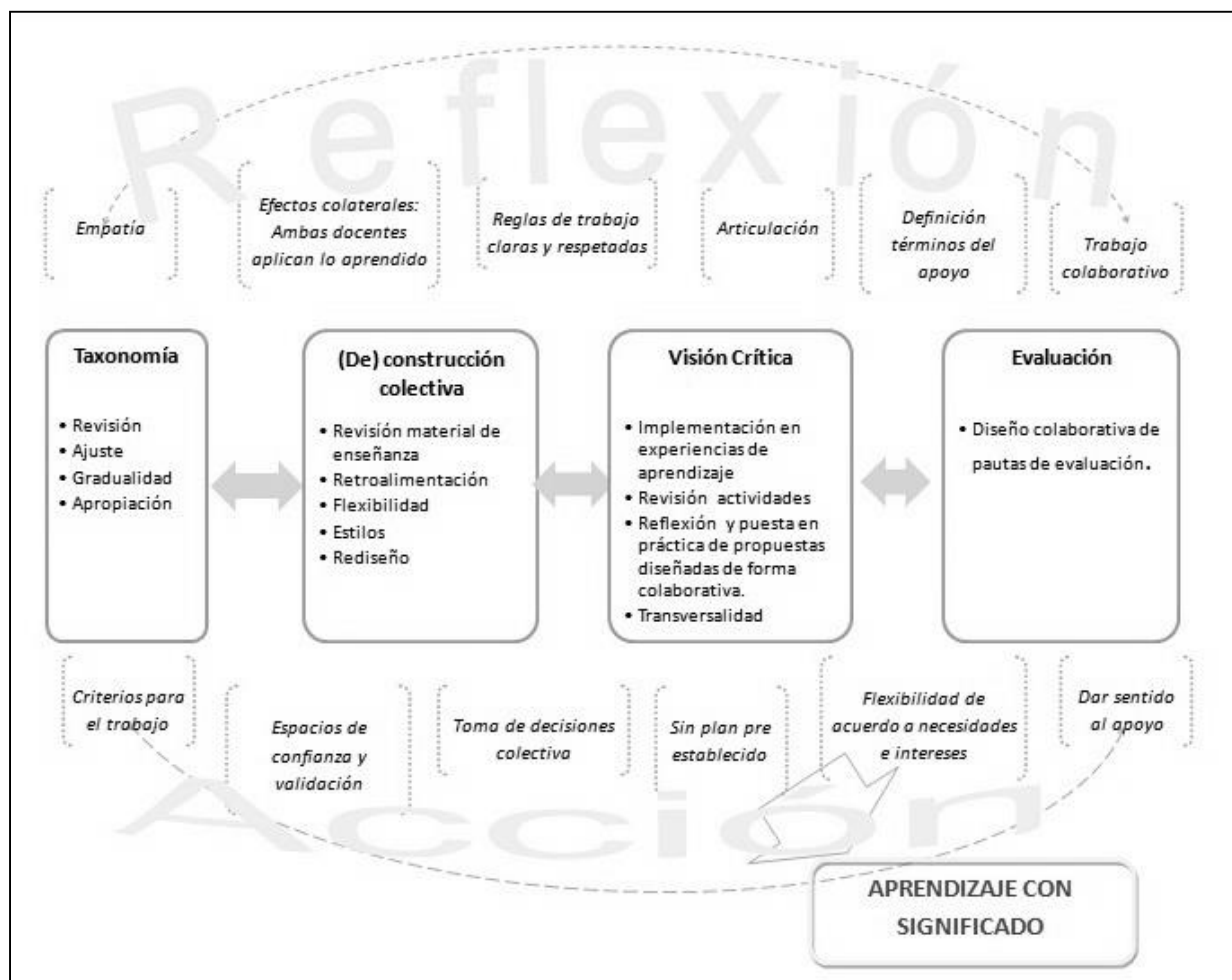 Reflexión
Empatía
Efectos colaterales:
Ambas docentes
aplican lo aprendido
Reglas de trabajo
claras y respetadas
Articulación
Definición
términos del
apoyo
Trabajo
colaborativo
Taxonomía
• Revisión
• Ajuste
• Gradualidad
• Apropiación
(De) construcción
colectiva
• Revisión material de
enseñanza
• Retroalimentación
• Flexibilidad
• Estilos
• Rediseño
Visión Crítica
• Implementación en
experiencias de
aprendizaje
• Revisión actividades
• Reflexión y puesta en
práctica de propuestas
diseñadas de forma
colaborativa.
• Transversalidad
Evaluación
• Diseño colaborativa de
pautas de evaluación.
Criterios para
el trabajo
Espacios de
confianza y
validación
Toma de decisiones
colectiva
Sin plan pre
establecido
Flexibilidad de
acuerdo a necesidades
e intereses
Dar sentido
al apoyo
Acción
APRENDIZAJE CON
SIGNIFICADO